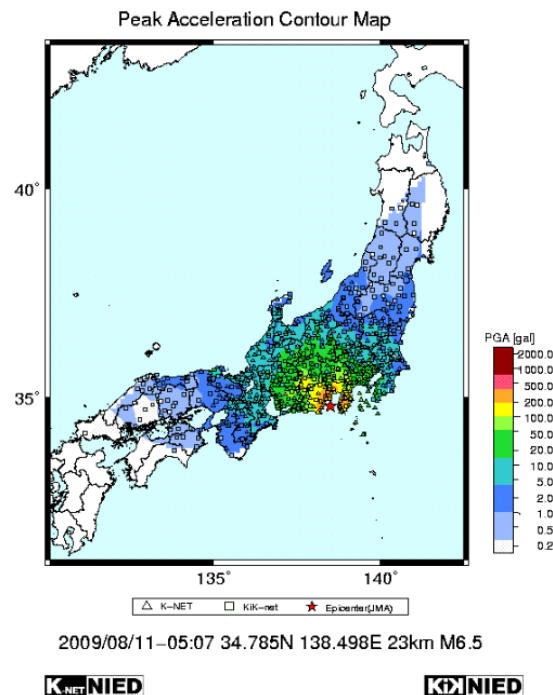 Peak Acceleration Contour Map
40°
35°
135°
140°
PGA [gal]
2000.0
1000.0
500.0
200.0
100.0
50.0
20.0
10.0
5.0
2.0
1.0
0.5
0.2
K-NET
KiK-net
Epicenter(JMA)
2009/08/11-05:07 34.785N 138.498E 23km M6.5
K-NET NIED
KiK NIED